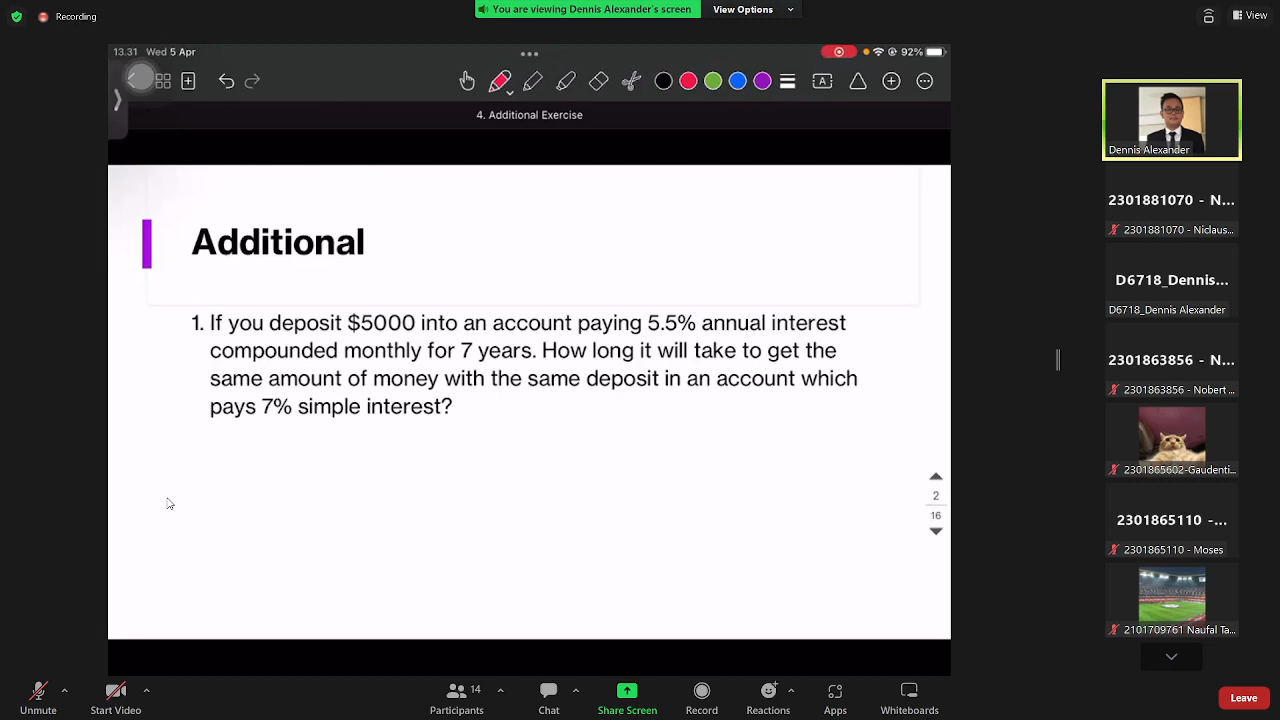 Recording
You are viewing Dennis Alexander's screen
View Options
View
13.31 Wed 5 Apr
92%
A
4. Additional Exercise
Additional
1. If you deposit $5000 into an account paying 5.5% annual interest
compounded monthly for 7 years. How long it will take to get the
same amount of money with the same deposit in an account which
pays 7% simple interest?
2
16
Dennis Alexander
2301881070 - N...
2301881070 - Niclaus...
D6718_Dennis...
D6718_Dennis Alexander
2301863856 - N...
2301863856 - Nobert ...
2301865602-Gaudenti...
2301865110 -...
2301865110 - Moses
2101709761 Naufal Ta...
Unmute
Start Video
14
Participants
Chat
Share Screen
Record
Reactions
Apps
Whiteboards
Leave